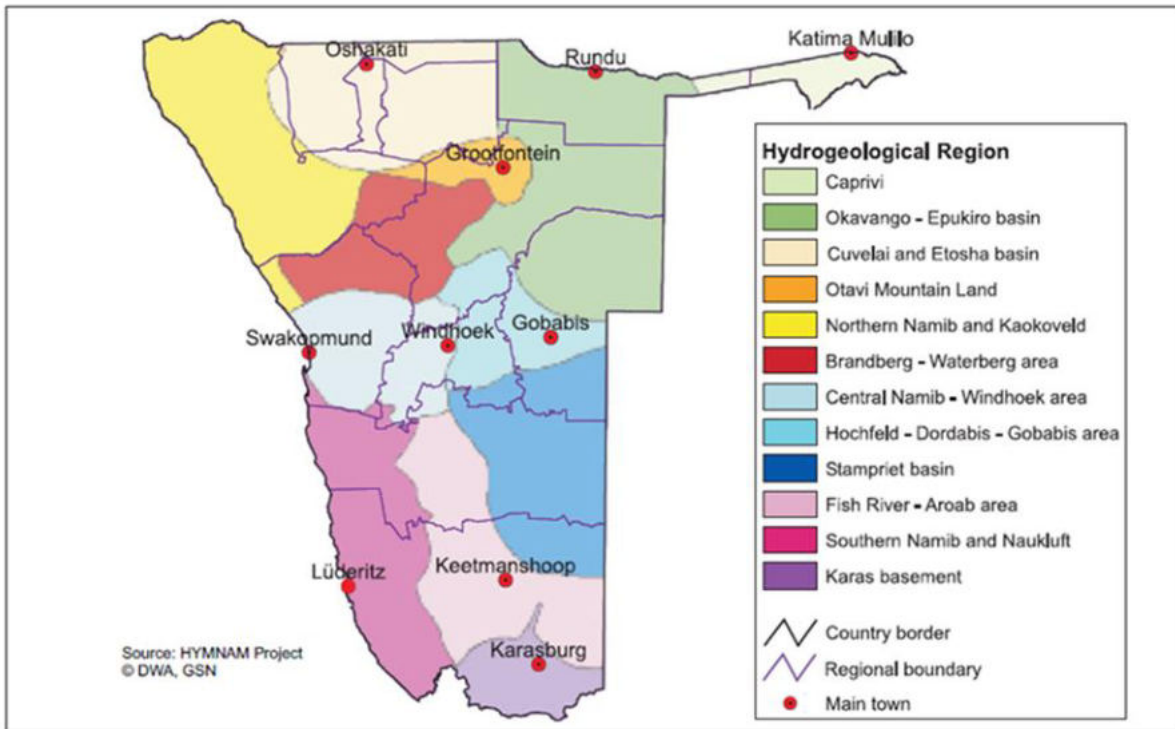 Oshakati
Rundu
Katima Mulilo
Grootfontein
Swakopmund
Windhoek
Gobabis
Lüderitz
Keetmanshoop
Karasburg
Source: HYMNAM Project
© DWA, GSN
Hydrogeological Region
Caprivi
Okavango - Epukiro basin
Cuvelai and Etosha basin
Otavi Mountain Land
Northern Namib and Kaokoveld
Brandberg - Waterberg area
Central Namib - Windhoek area
Hochfeld - Dordabis - Gobabis area
Stampriet basin
Fish River - Aroab area
Southern Namib and Naukluft
Karas basement
Country border
Regional boundary
Main town